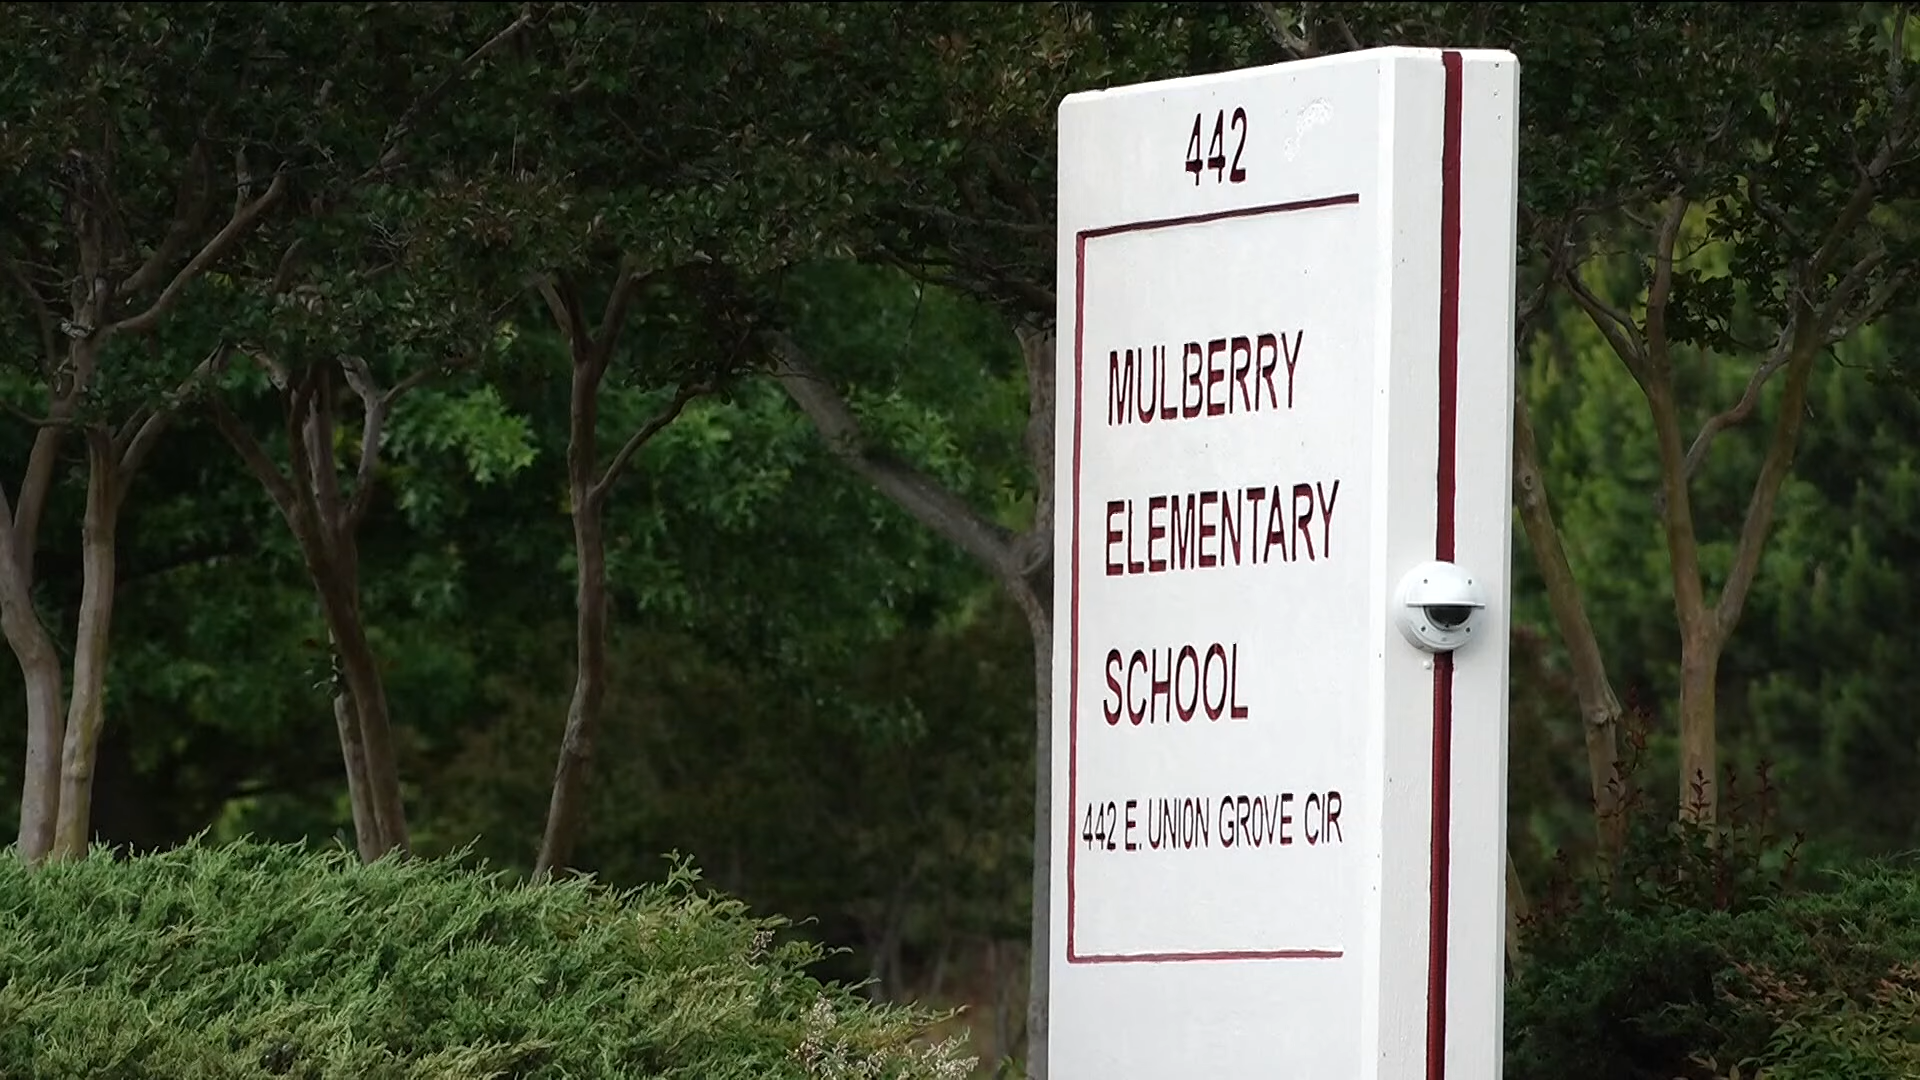 442
MULBERRY
ELEMENTARY
SCHOOL
442 E. UNION GROVE CIR